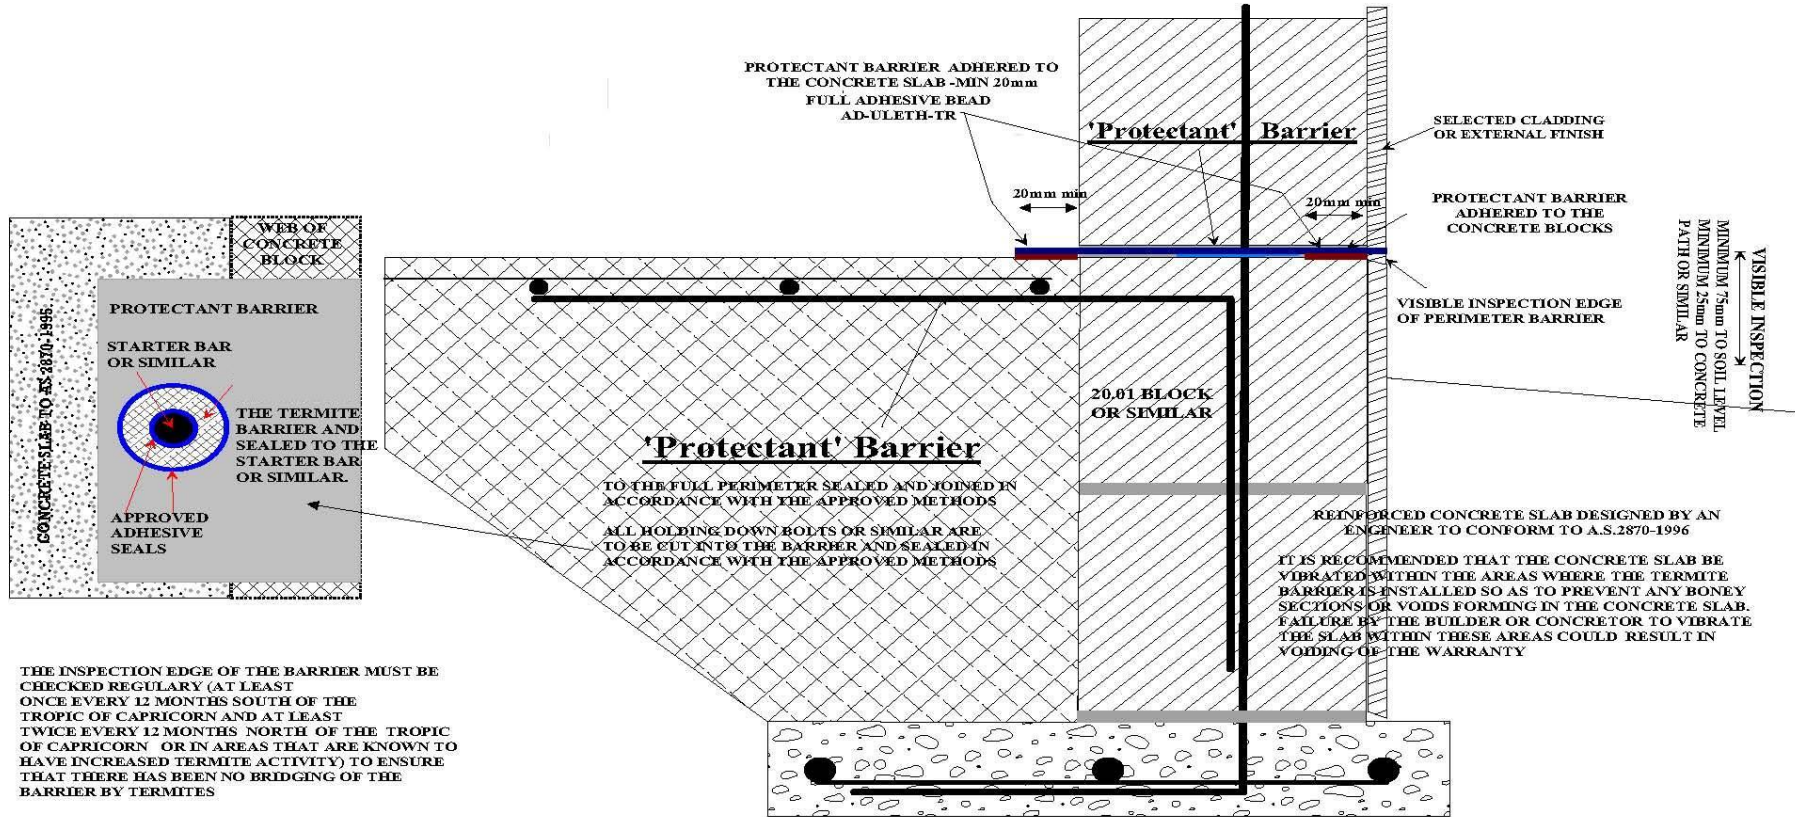 PROTECTANT BARRIER ADHERED TO
THE CONCRETE SLAB -MIN 20mm
FULL ADHESIVE BEAD
AD-ULETH-TR
'Protectant' Barrier
SELECTED CLADDING
OR EXTERNAL FINISH
20mm min
20mm min
PROTECTANT BARRIER
ADHERED TO THE
CONCRETE BLOCKS
VISIBLE INSPECTION
MINIMUM 75mm TO SOIL LEVEL
MINIMUM 25mm TO CONCRETE
PATH OR SIMILAR
VISIBLE INSPECTION EDGE
OF PERIMETER BARRIER
WEB OF
CONCRETE
BLOCK
CONCRETE SLAB TO AS 2870-1995.
PROTECTANT BARRIER
STARTER BAR
OR SIMILAR
THE TERMITE
BARRIER AND
SEALED TO THE
STARTER BAR
OR SIMILAR.
APPROVED
ADHESIVE
SEALS
20.01 BLOCK
OR SIMILAR
'Protectant' Barrier
TO THE FULL PERIMETER SEALED AND JOINED IN
ACCORDANCE WITH THE APPROVED METHODS
ALL HOLDING DOWN BOLTS OR SIMILAR ARE
TO BE CUT INTO THE BARRIER AND SEALED IN
ACCORDANCE WITH THE APPROVED METHODS
REINFORCED CONCRETE SLAB DESIGNED BY AN
ENGINEER TO CONFORM TO A.S.2870-1996
IT IS RECOMMENDED THAT THE CONCRETE SLAB BE
VIBRATED WITHIN THE AREAS WHERE THE TERMITE
BARRIER IS INSTALLED SO AS TO PREVENT ANY BONEY
SECTIONS OR VOIDS FORMING IN THE CONCRETE SLAB.
FAILURE BY THE BUILDER OR CONCRETOR TO VIBRATE
THE SLAB WITHIN THESE AREAS COULD RESULT IN
VOIDING OF THE WARRANTY
THE INSPECTION EDGE OF THE BARRIER MUST BE
CHECKED REGULARY (AT LEAST
ONCE EVERY 12 MONTHS SOUTH OF THE
TROPIC OF CAPRICORN AND AT LEAST
TWICE EVERY 12 MONTHS NORTH OF THE TROPIC
OF CAPRICORN OR IN AREAS THAT ARE KNOWN TO
HAVE INCREASED TERMITE ACTIVITY) TO ENSURE
THAT THERE HAS BEEN NO BRIDGING OF THE
BARRIER BY TERMITES